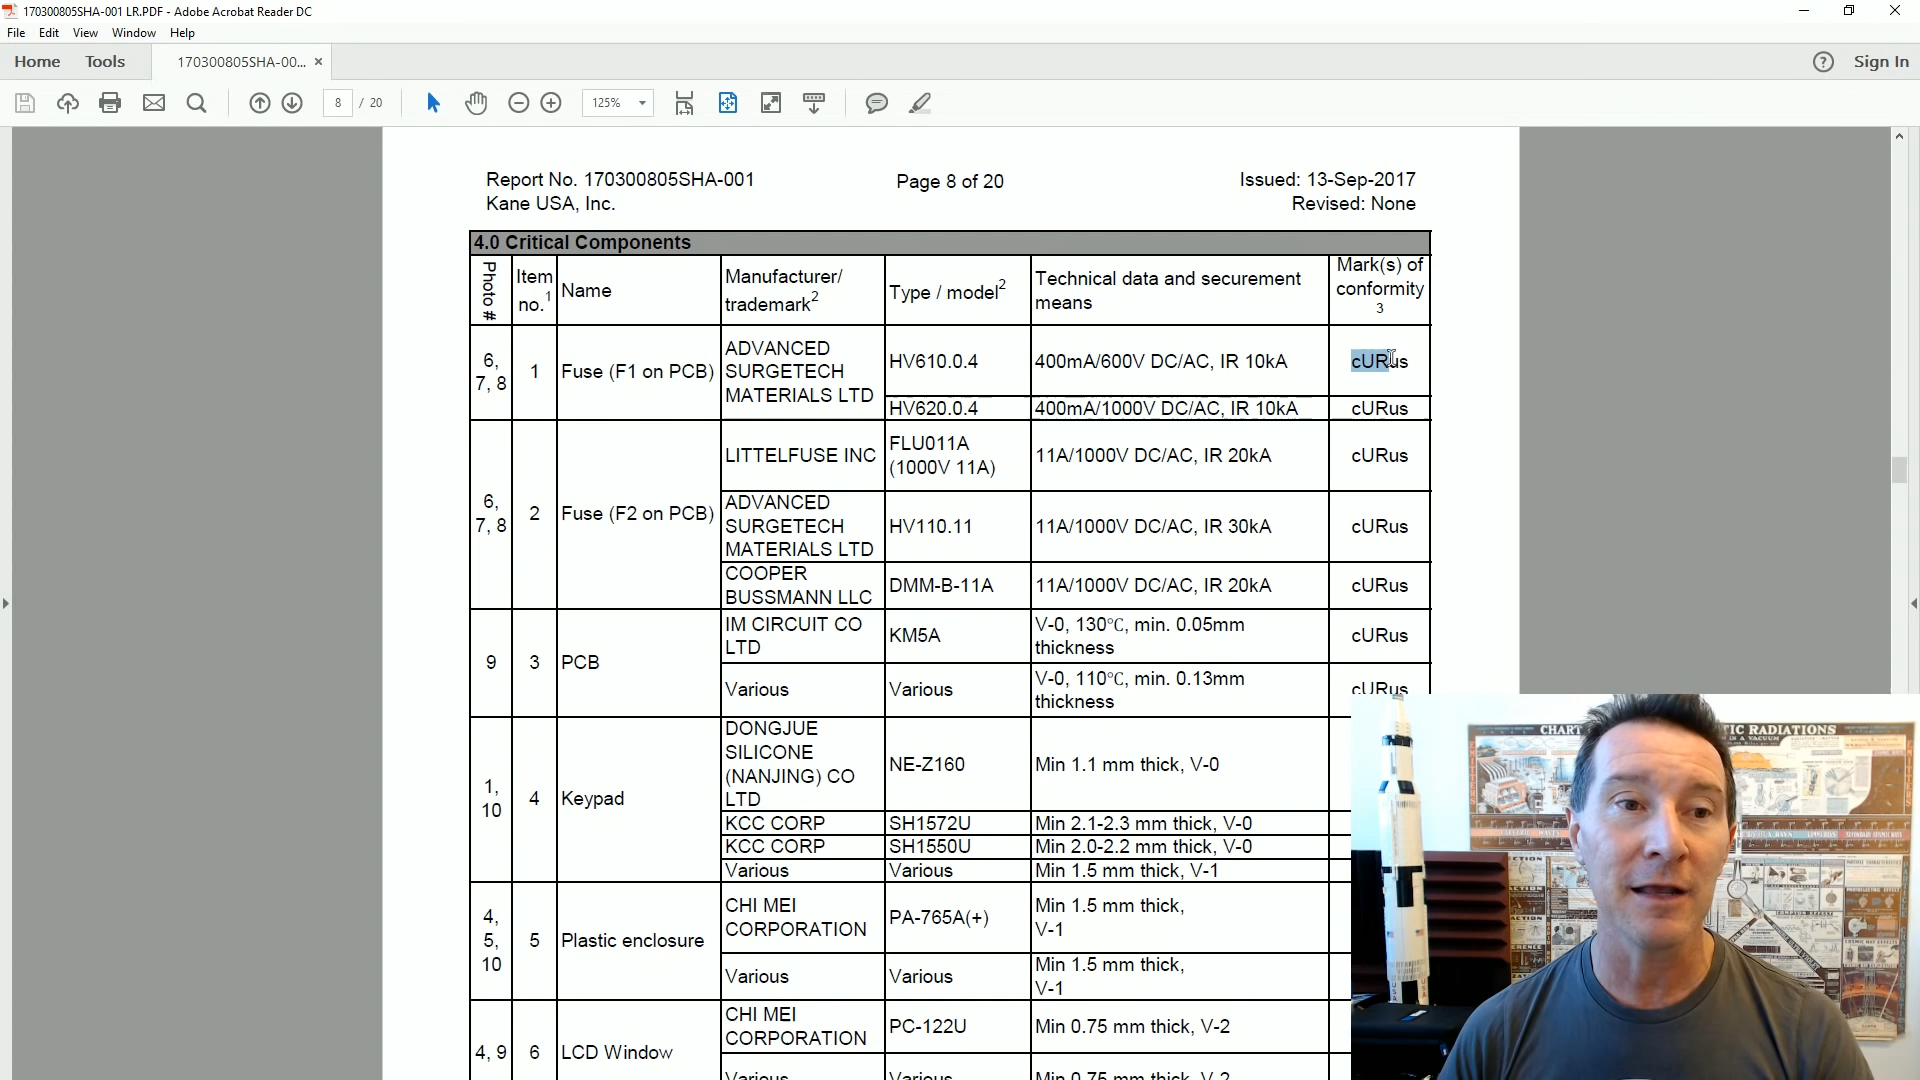 170300805SHA-001 LR.PDF - Adobe Acrobat Reader DC
File Edit View Window Help
Home Tools 170300805SHA-00... × Sign In
8 / 20 125%
Report No. 170300805SHA-001 Page 8 of 20 Issued: 13-Sep-2017
Kane USA, Inc. Revised: None
4.0 Critical Components
Photo # Item no.1 Name Manufacturer/ trademark2 Type / model2 Technical data and securement means Mark(s) of conformity 3
6, 7, 8 1 Fuse (F1 on PCB) ADVANCED SURGETECH MATERIALS LTD HV610.0.4 400mA/600V DC/AC, IR 10kA cURus
HV620.0.4 400mA/1000V DC/AC, IR 10kA cURus
6, 7, 8 2 Fuse (F2 on PCB) LITTELFUSE INC FLU011A (1000V 11A) 11A/1000V DC/AC, IR 20kA cURus
ADVANCED SURGETECH MATERIALS LTD HV110.11 11A/1000V DC/AC, IR 30kA cURus
COOPER BUSSMANN LLC DMM-B-11A 11A/1000V DC/AC, IR 20kA cURus
9 3 PCB IM CIRCUIT CO LTD KM5A V-0, 130℃, min. 0.05mm thickness cURus
Various Various V-0, 110℃, min. 0.13mm thickness cURus
1, 10 4 Keypad DONGJUE SILICONE (NANJING) CO LTD NE-Z160 Min 1.1 mm thick, V-0
KCC CORP SH1572U Min 2.1-2.3 mm thick, V-0
KCC CORP SH1550U Min 2.0-2.2 mm thick, V-0
Various Various Min 1.5 mm thick, V-1
4, 5, 10 5 Plastic enclosure CHI MEI CORPORATION PA-765A(+) Min 1.5 mm thick, V-1
Various Various Min 1.5 mm thick, V-1
4, 9 6 LCD Window CHI MEI CORPORATION PC-122U Min 0.75 mm thick, V-2
Various Various Min 0.75 mm thick, V-2
CHART
IC RADIATIONS